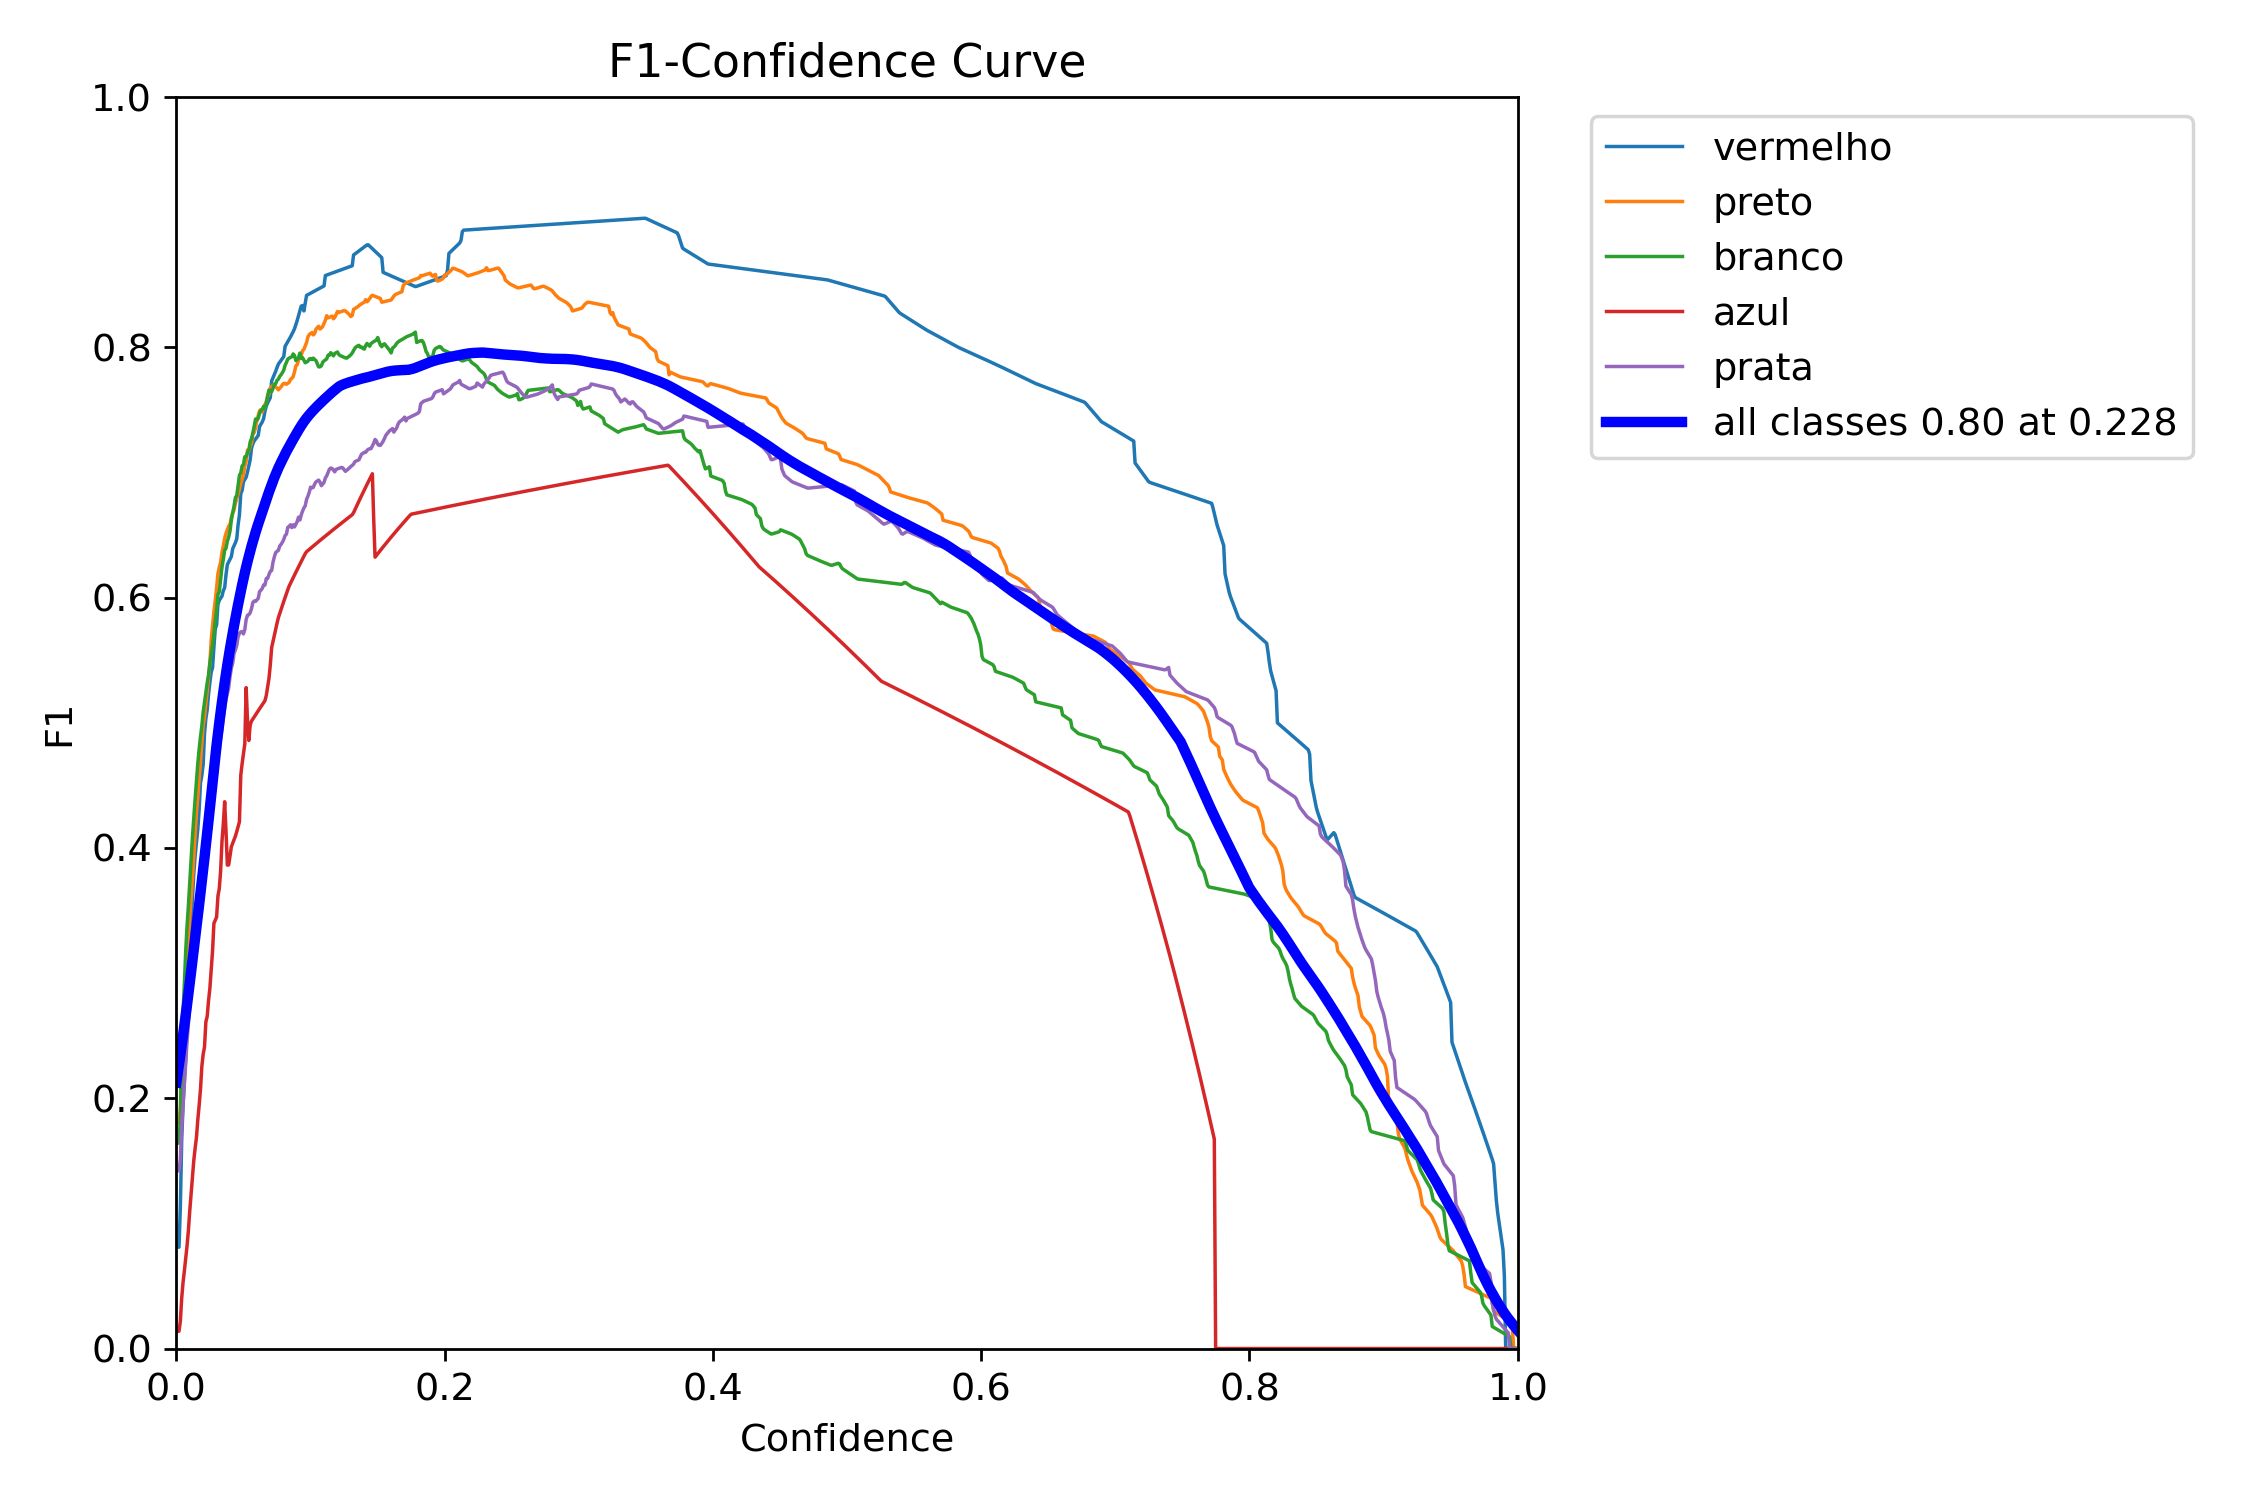 F1-Confidence Curve
1.0
0.8
0.6
0.4
0.2
0.0
F1
0.0 0.2 0.4 0.6 0.8 1.0
Confidence
vermelho
preto
branco
azul
prata
all classes 0.80 at 0.228